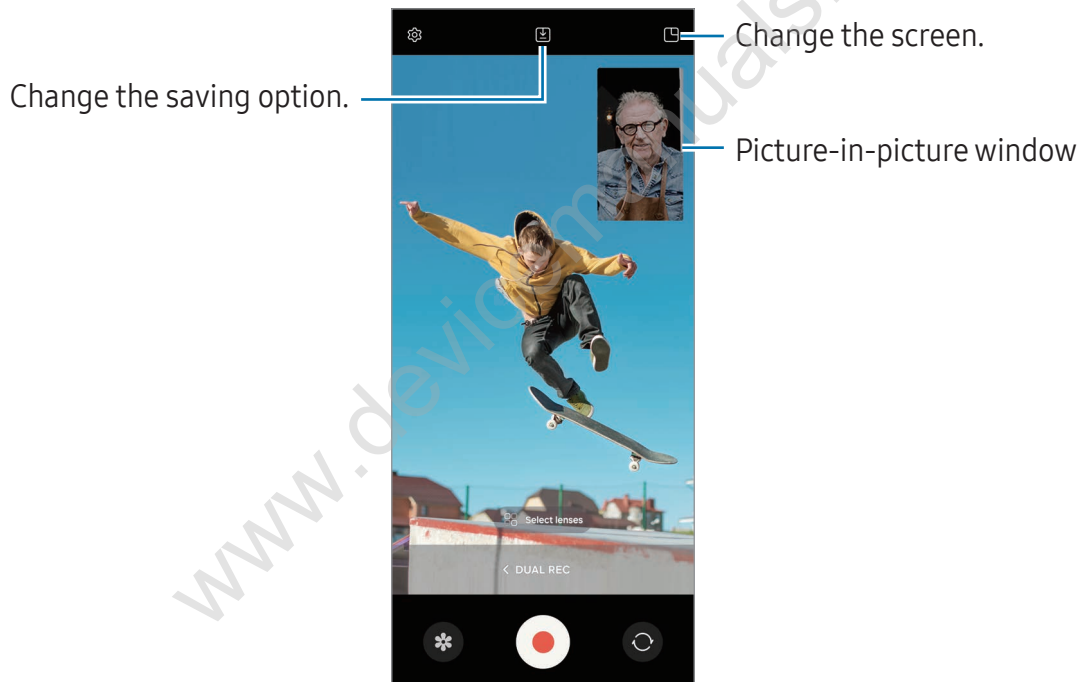 Change the screen.
Change the saving option.
Picture-in-picture window
Select lenses
< DUAL REC
www.devicemanuals.